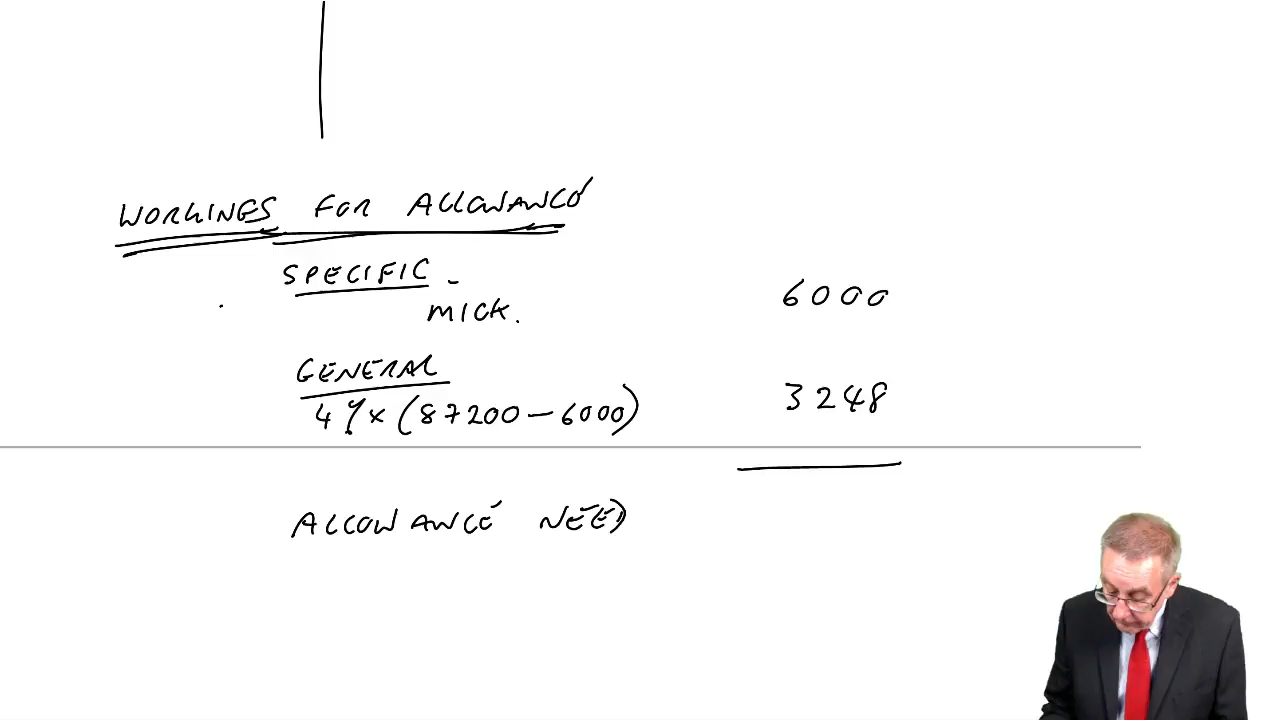 WORKINGS FOR ALLOWANCE
SPECIFIC -
MICK. 6000
GENERAL
4% x (87200 - 6000) 3248
ALLOWANCE NEED